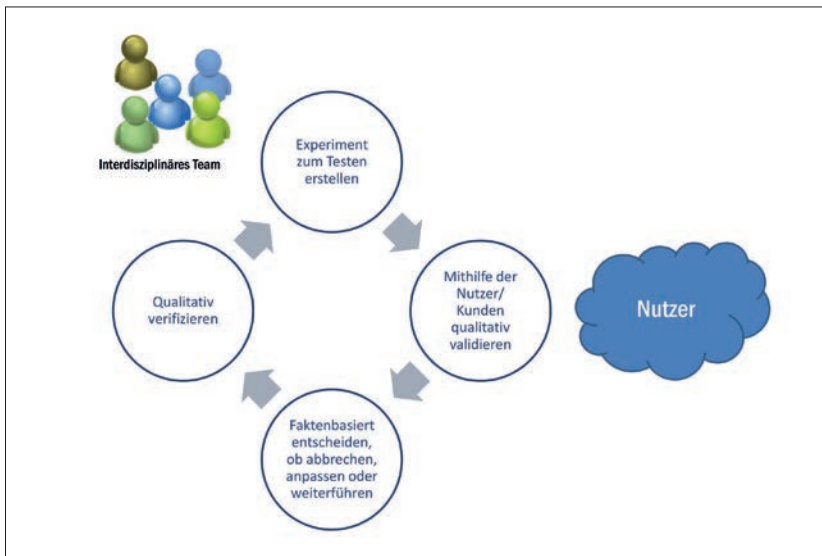 Interdisziplinäres Team
Experiment
zum Testen
erstellen
Mithilfe der
Nutzer/
Kunden
qualitativ
validieren
Nutzer
Faktenbasiert
entscheiden,
ob abbrechen,
anpassen oder
weiterführen
Qualitativ
verifizieren